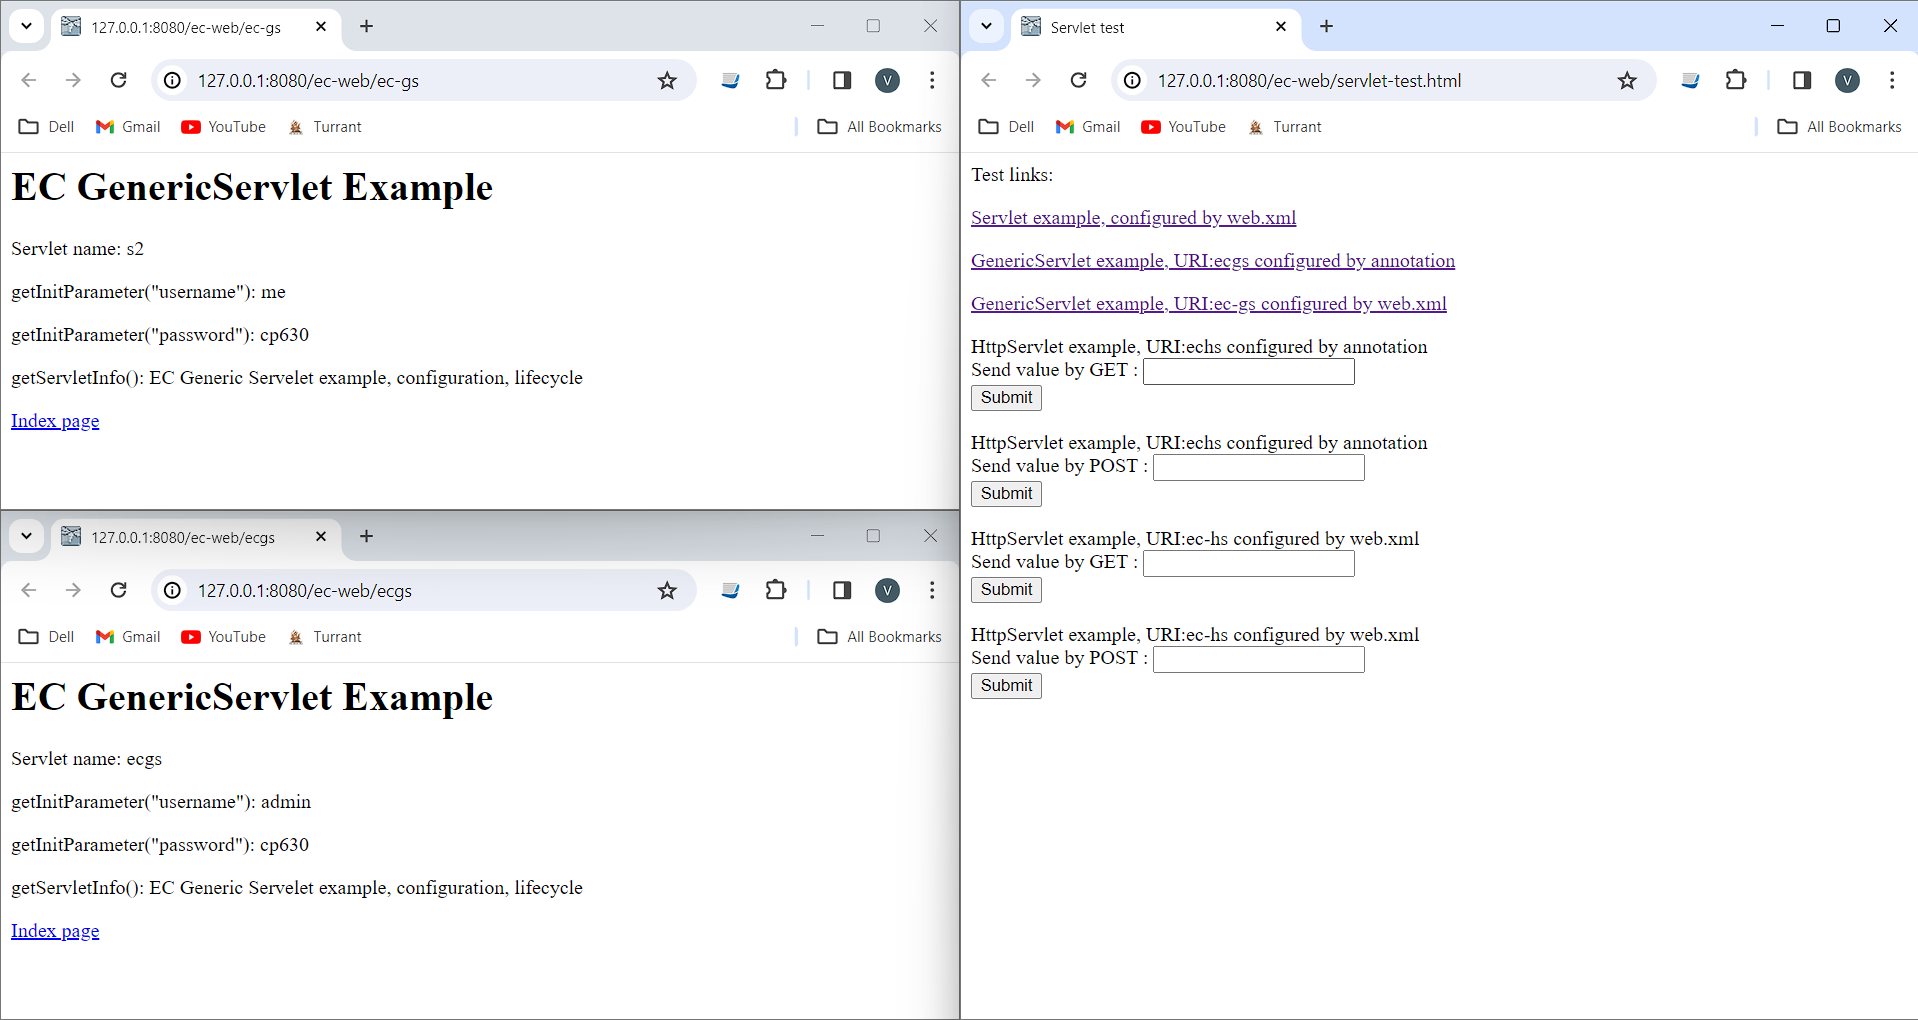 127.0.0.1:8080/ec-web/ec-gs
127.0.0.1:8080/ec-web/ec-gs
V
Dell Gmail YouTube Turrant All Bookmarks
EC GenericServlet Example
Servlet name: s2
getInitParameter("username"): me
getInitParameter("password"): cp630
getServletInfo(): EC Generic Servelet example, configuration, lifecycle
Index page
127.0.0.1:8080/ec-web/ecgs
127.0.0.1:8080/ec-web/ecgs
V
Dell Gmail YouTube Turrant All Bookmarks
EC GenericServlet Example
Servlet name: ecgs
getInitParameter("username"): admin
getInitParameter("password"): cp630
getServletInfo(): EC Generic Servelet example, configuration, lifecycle
Index page
Servlet test
127.0.0.1:8080/ec-web/servlet-test.html
V
Dell Gmail YouTube Turrant All Bookmarks
Test links:
Servlet example, configured by web.xml
GenericServlet example, URI:ecgs configured by annotation
GenericServlet example, URI:ec-gs configured by web.xml
HttpServlet example, URI:echs configured by annotation
Send value by GET :
Submit
HttpServlet example, URI:echs configured by annotation
Send value by POST :
Submit
HttpServlet example, URI:ec-hs configured by web.xml
Send value by GET :
Submit
HttpServlet example, URI:ec-hs configured by web.xml
Send value by POST :
Submit